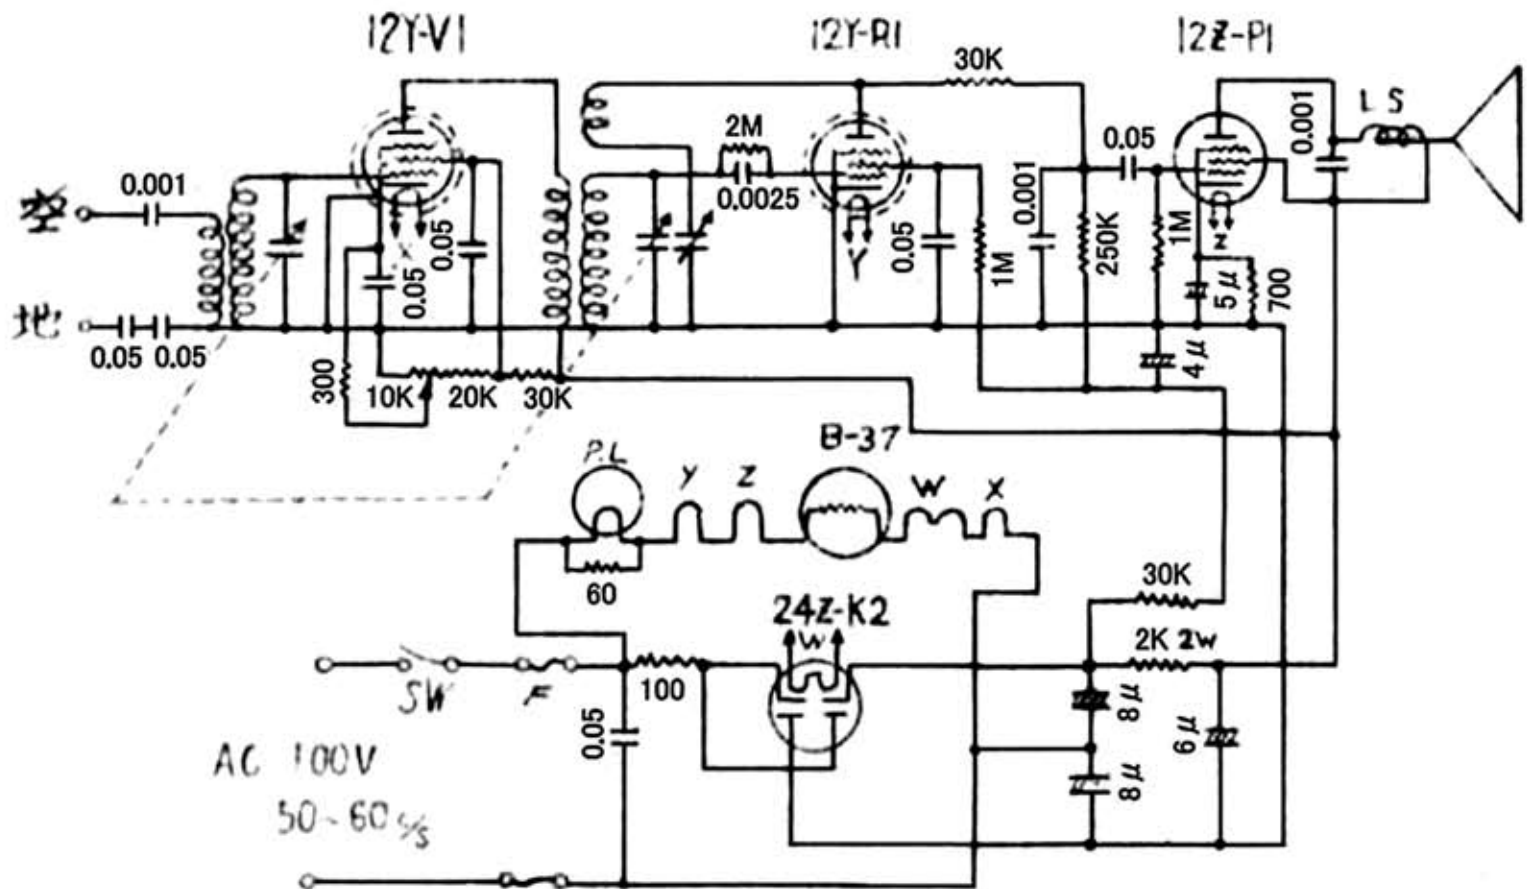 12Y-V1
12Y-R1
12Z-P1
30K
2M
0.05
0.001
LS
0.001
0.0025
0.05
0.05
0.05
1M
0.001
250K
1M
5μ
700
Z
Y
地
0.05 0.05
300
10K
20K
30K
4μ
P.L
Y
Z
B-37
W
X
60
30K
24Z-K2
W
2K 2W
SW
F
100
0.05
8μ
8μ
6μ
AC 100V
50~60 c/s